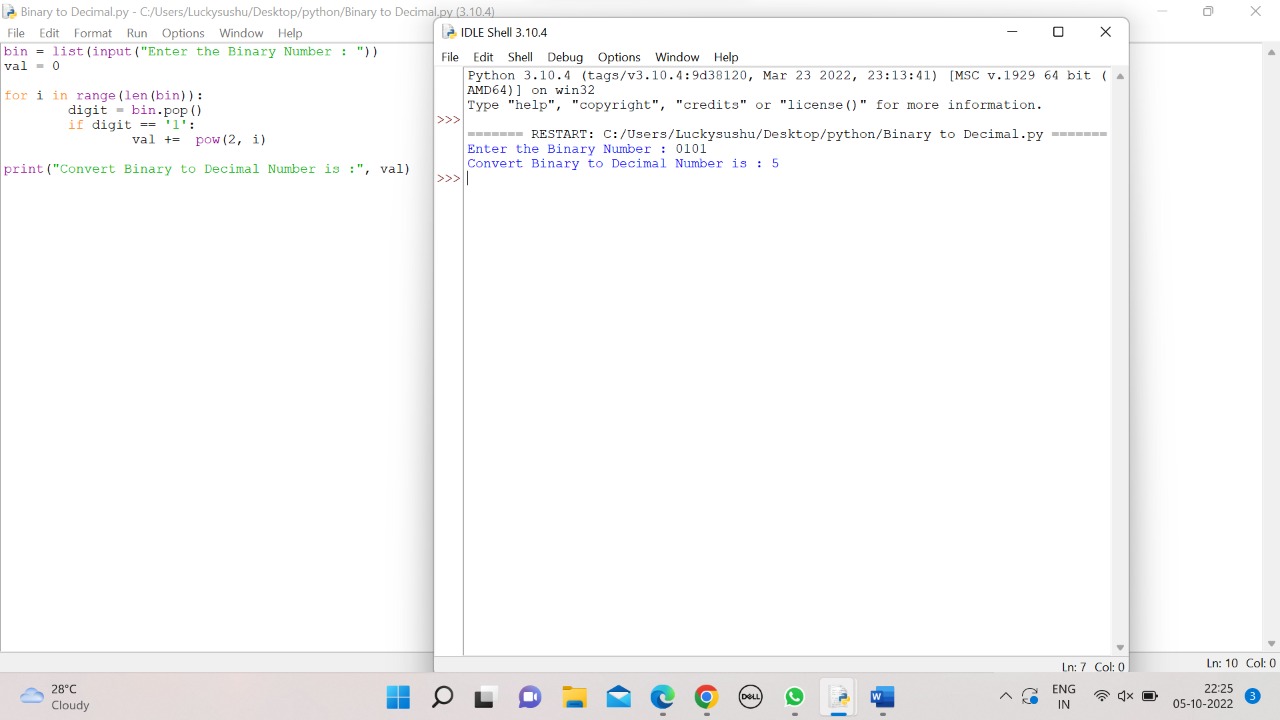 Binary to Decimal.py - C:/Users/Luckysushu/Desktop/python/Binary to Decimal.py (3.10.4)
File Edit Format Run Options Window Help
bin = list(input("Enter the Binary Number : "))
val = 0
for i in range(len(bin)):
        digit = bin.pop()
        if digit == '1':
                val +=  pow(2, i)
print("Convert Binary to Decimal Number is :", val)
IDLE Shell 3.10.4
File Edit Shell Debug Options Window Help
Python 3.10.4 (tags/v3.10.4:9d38120, Mar 23 2022, 23:13:41) [MSC v.1929 64 bit (
AMD64)] on win32
Type "help", "copyright", "credits" or "license()" for more information.
>>>
======= RESTART: C:/Users/Luckysushu/Desktop/python/Binary to Decimal.py =======
Enter the Binary Number : 0101
Convert Binary to Decimal Number is : 5
>>>
Ln: 7 Col: 0
Ln: 10 Col: 0
28°C
Cloudy
DELL
W
ENG
IN
22:25
05-10-2022
3